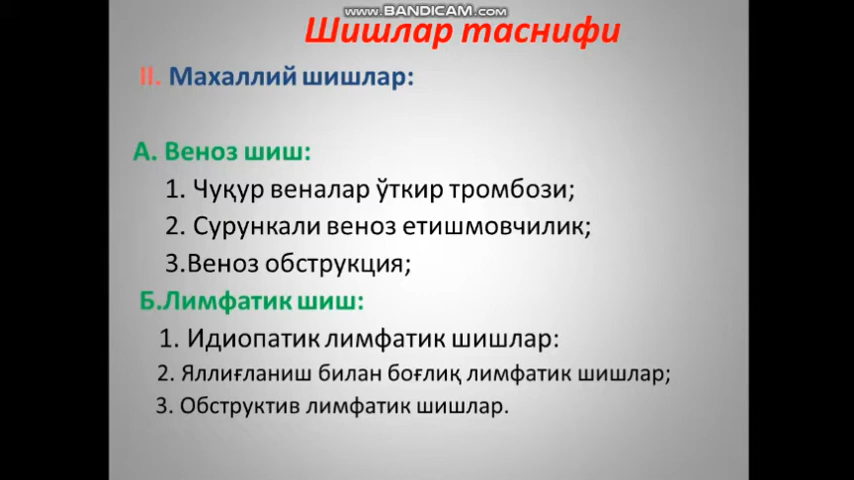 www.BANDICAM.com
Шишлар таснифи
II. Махаллий шишлар:
А. Веноз шиш:
1. Чуқур веналар ўткир тромбози;
2. Сурункали веноз етишмовчилик;
3.Веноз обструкция;
Б.Лимфатик шиш:
1. Идиопатик лимфатик шишлар:
2. Яллиғланиш билан боғлиқ лимфатик шишлар;
3. Обструктив лимфатик шишлар.